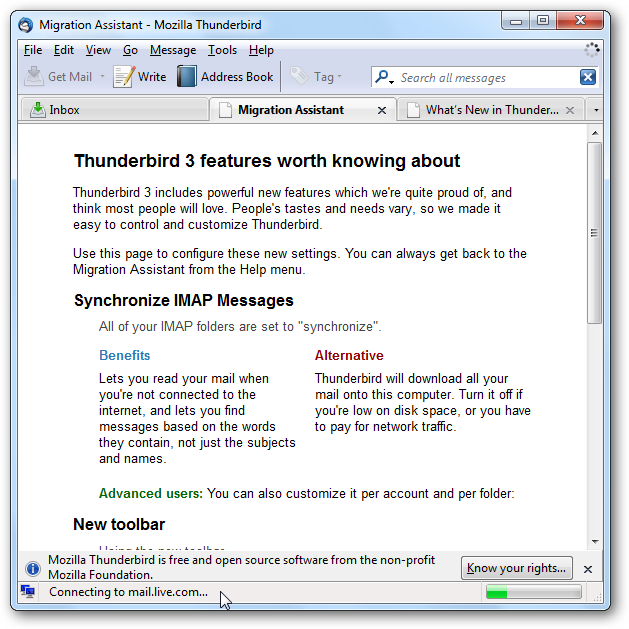 Migration Assistant - Mozilla Thunderbird
File Edit View Go Message Tools Help
Get Mail Write Address Book Tag Search all messages
Inbox Migration Assistant What's New in Thunder...
Thunderbird 3 features worth knowing about
Thunderbird 3 includes powerful new features which we're quite proud of, and
think most people will love. People's tastes and needs vary, so we made it
easy to control and customize Thunderbird.
Use this page to configure these new settings. You can always get back to the
Migration Assistant from the Help menu.
Synchronize IMAP Messages
All of your IMAP folders are set to "synchronize".
Benefits
Lets you read your mail when
you're not connected to the
internet, and lets you find
messages based on the words
they contain, not just the subjects
and names.
Alternative
Thunderbird will download all your
mail onto this computer. Turn it off if
you're low on disk space, or you have
to pay for network traffic.
Advanced users: You can also customize it per account and per folder:
New toolbar
Using the new toolbar
Mozilla Thunderbird is free and open source software from the non-profit
Mozilla Foundation.
Know your rights...
Connecting to mail.live.com...